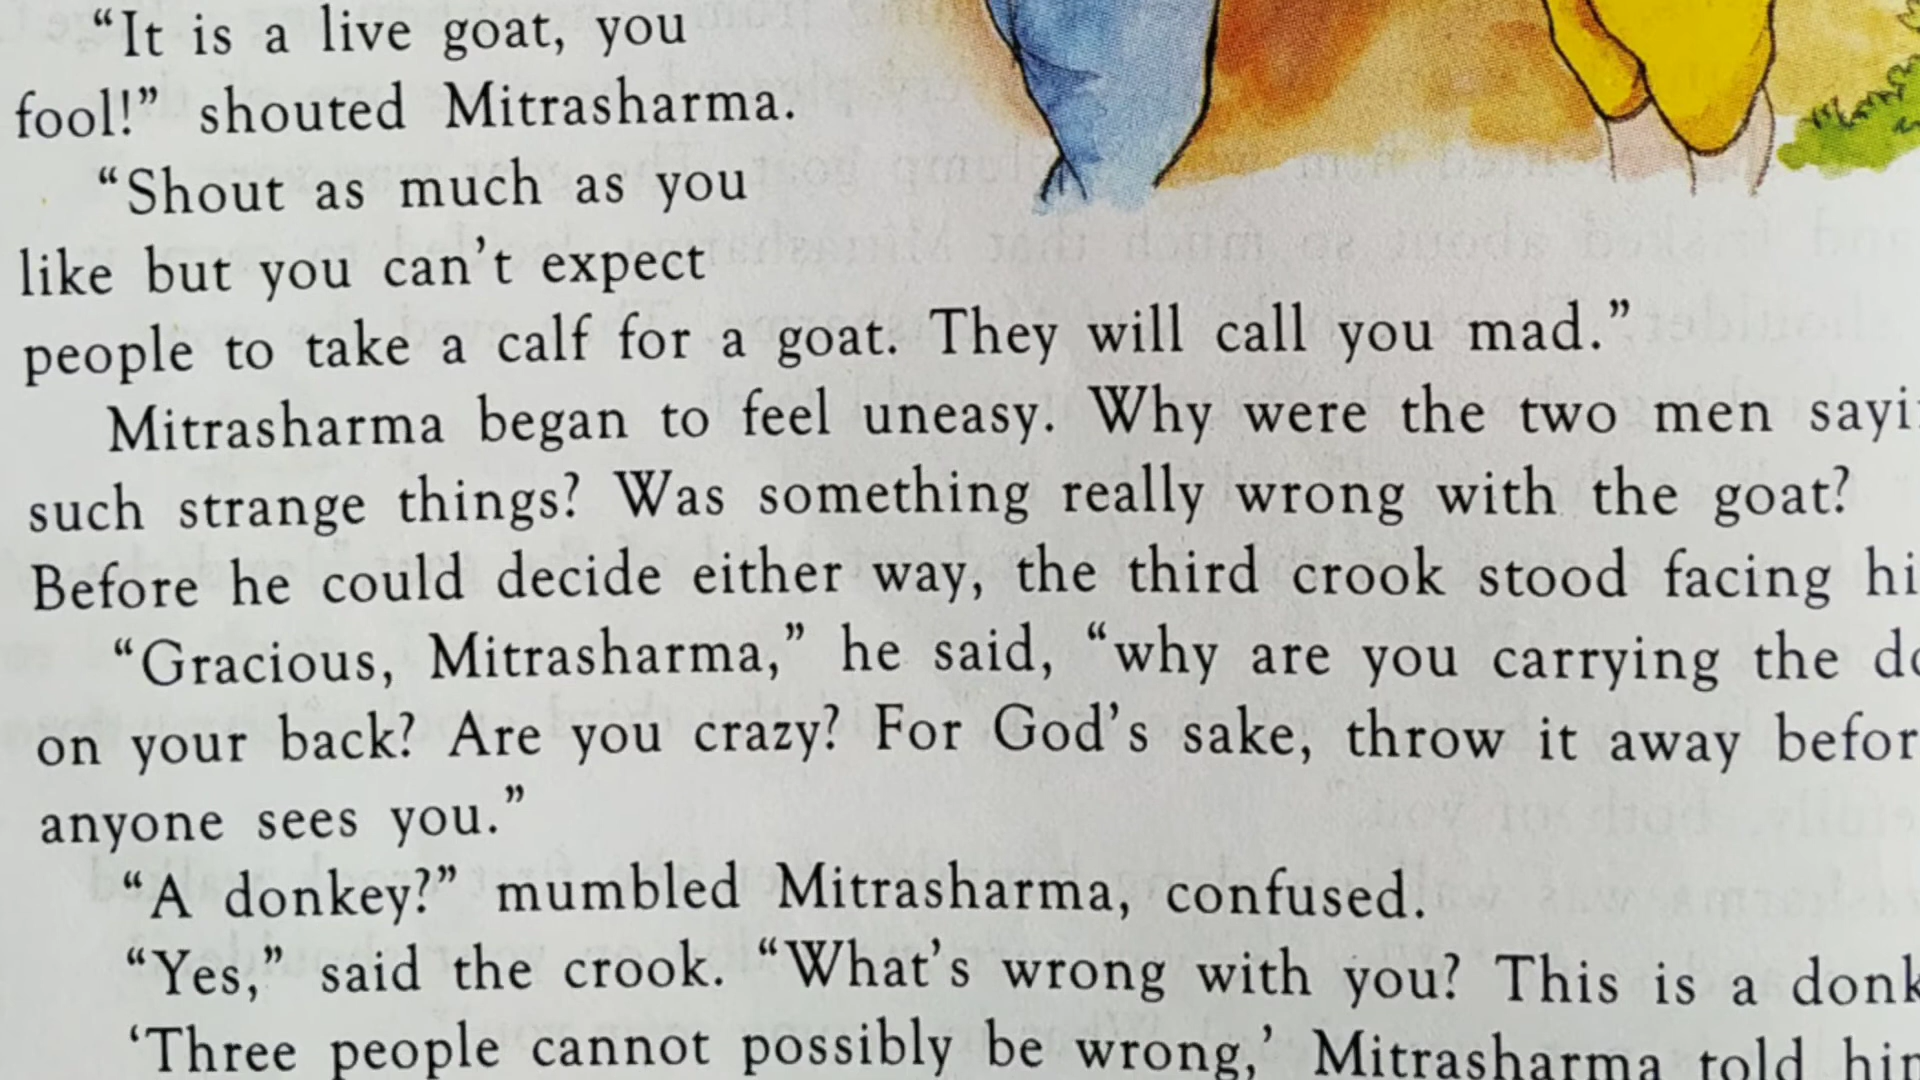 “It is a live goat, you
fool!” shouted Mitrasharma.
“Shout as much as you
like but you can’t expect
people to take a calf for a goat. They will call you mad.”
Mitrasharma began to feel uneasy. Why were the two men sayi
such strange things? Was something really wrong with the goat?
Before he could decide either way, the third crook stood facing hi
“Gracious, Mitrasharma,” he said, “why are you carrying the do
on your back? Are you crazy? For God’s sake, throw it away befor
anyone sees you.”
“A donkey?” mumbled Mitrasharma, confused.
“Yes,” said the crook. “What’s wrong with you? This is a donk
‘Three people cannot possibly be wrong,’ Mitrasharma told him